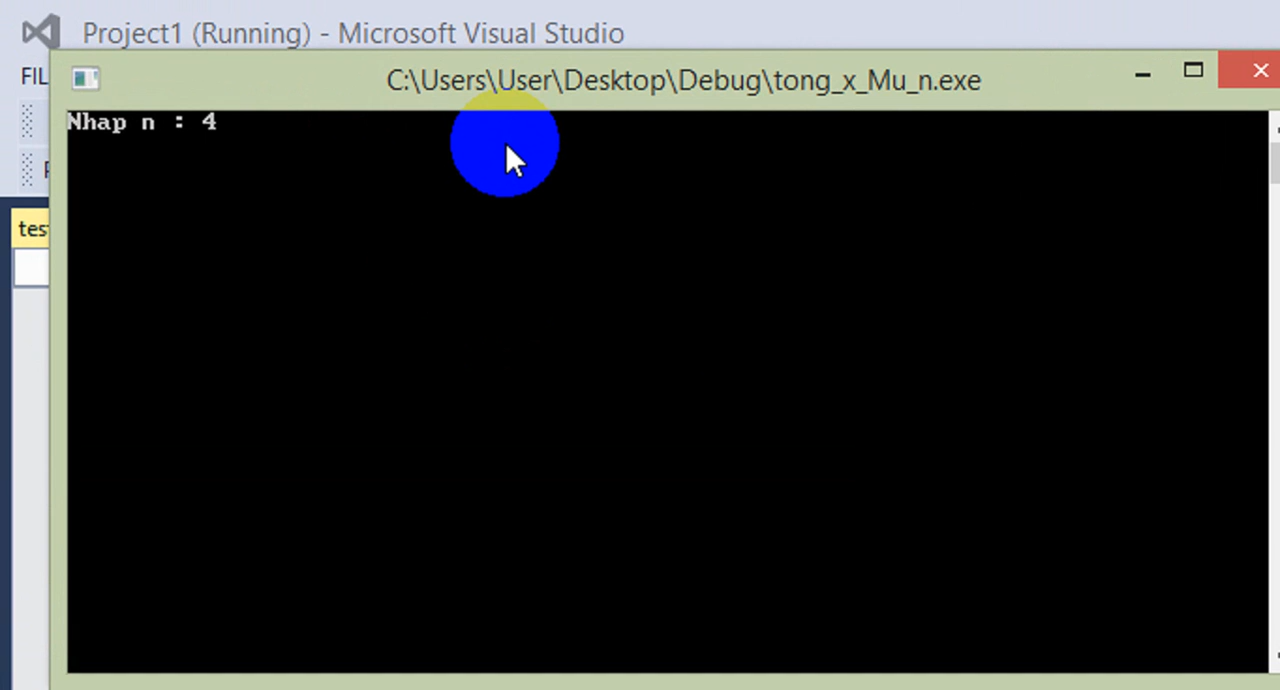 Project1 (Running) - Microsoft Visual Studio
FIL
C:\Users\User\Desktop\Debug\tong_x_Mu_n.exe
Nhap n : 4
tes